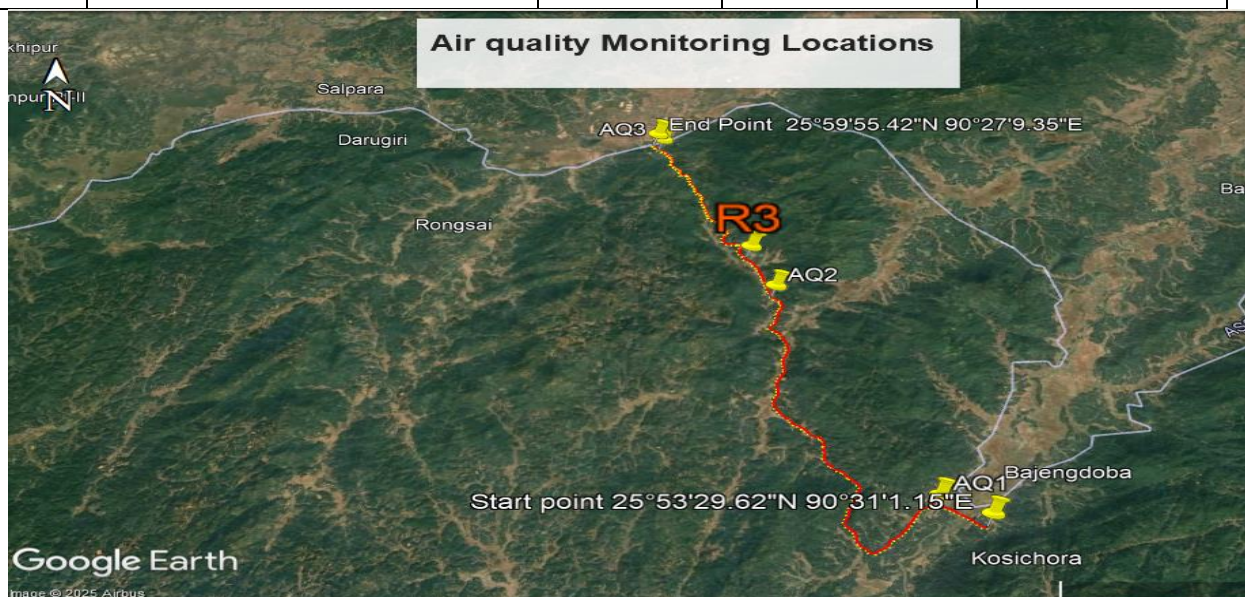 Air quality Monitoring Locations
khipur
N
Salpara
AQ3
End Point 25°59'55.42"N 90°27'9.35"E
Darugiri
Ba
R3
Rongsai
AQ2
AQ1
Bajengdoba
Start point 25°53'29.62"N 90°31'1.15"E
Kosichora
Google Earth
Image © 2025 Airbus